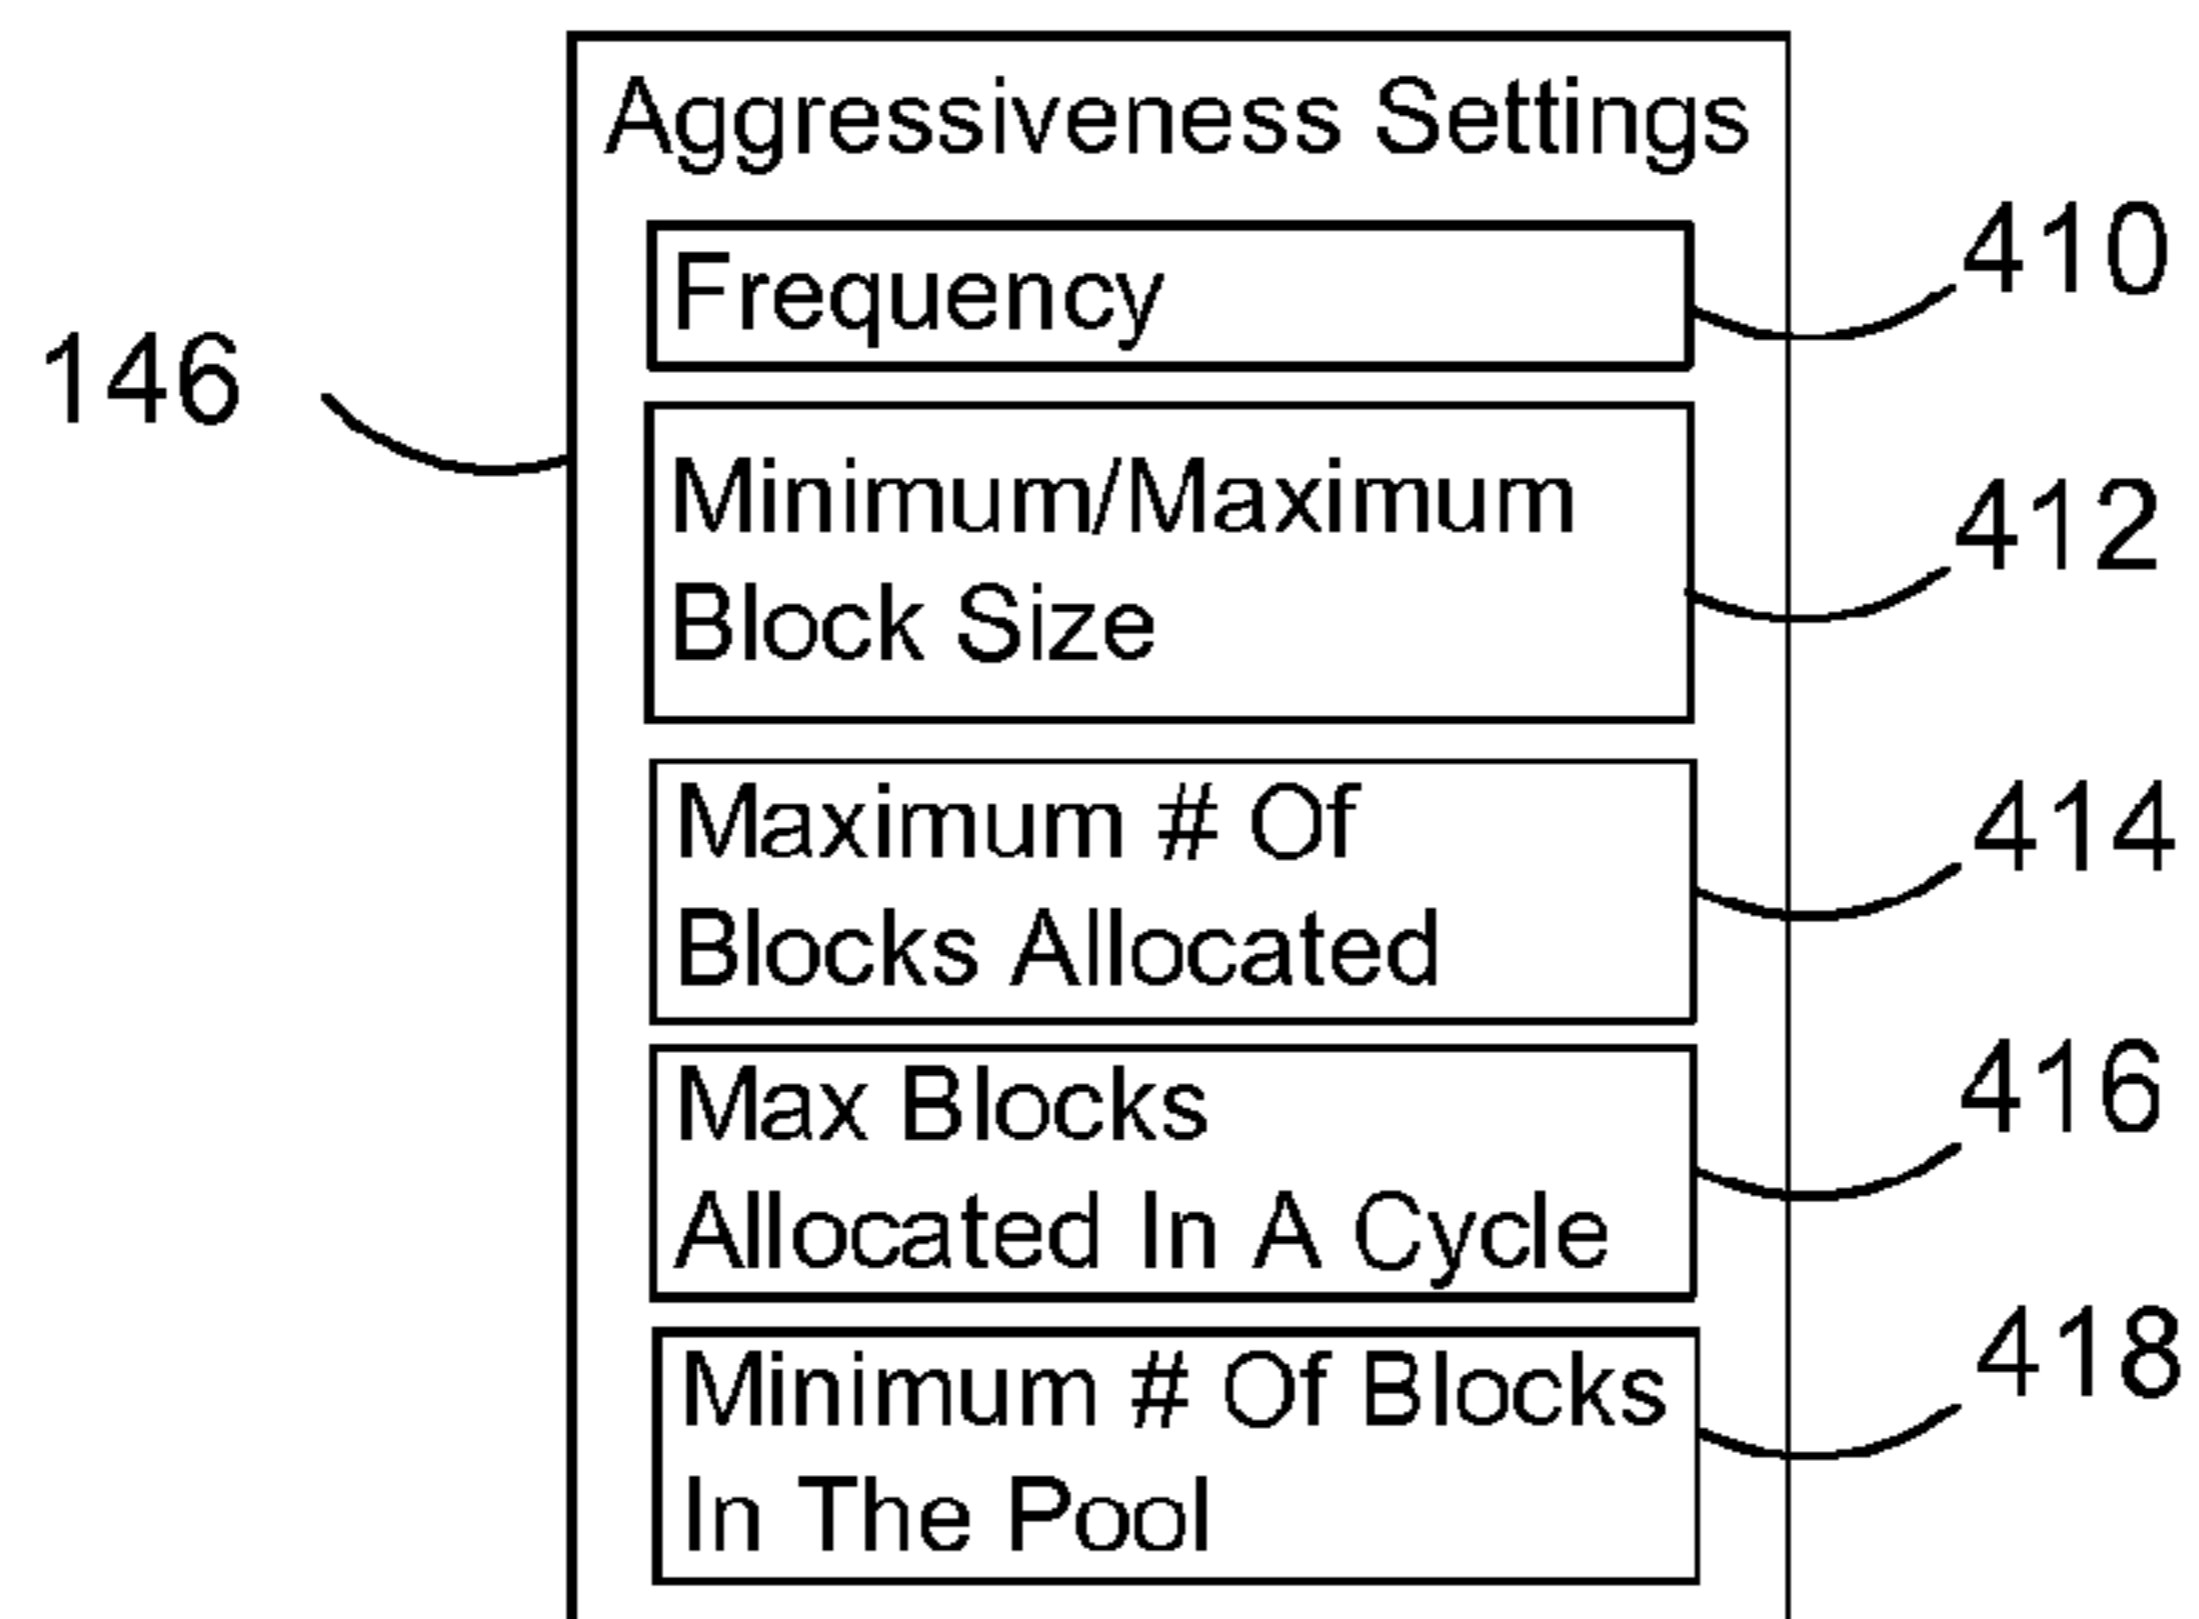 Aggressiveness Settings
Frequency
410
146
Minimum/Maximum
Block Size
412
Maximum # Of
Blocks Allocated
414
Max Blocks
Allocated In A Cycle
416
Minimum # Of Blocks
In The Pool
418